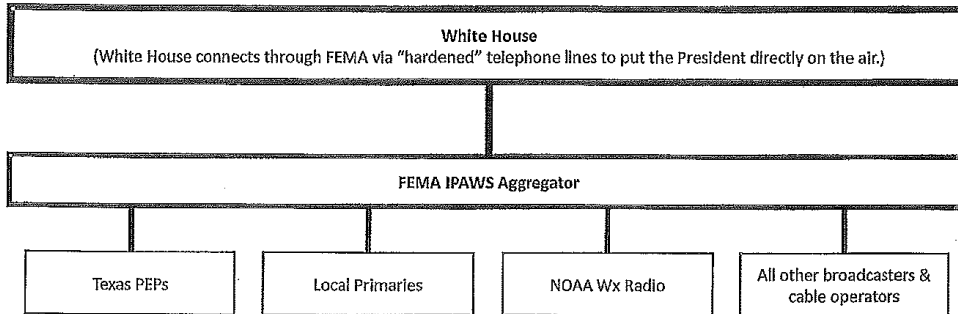 White House
(White House connects through FEMA via “hardened” telephone lines to put the President directly on the air.)
FEMA IPAWS Aggregator
Texas PEPs
Local Primaries
NOAA Wx Radio
All other broadcasters &
cable operators